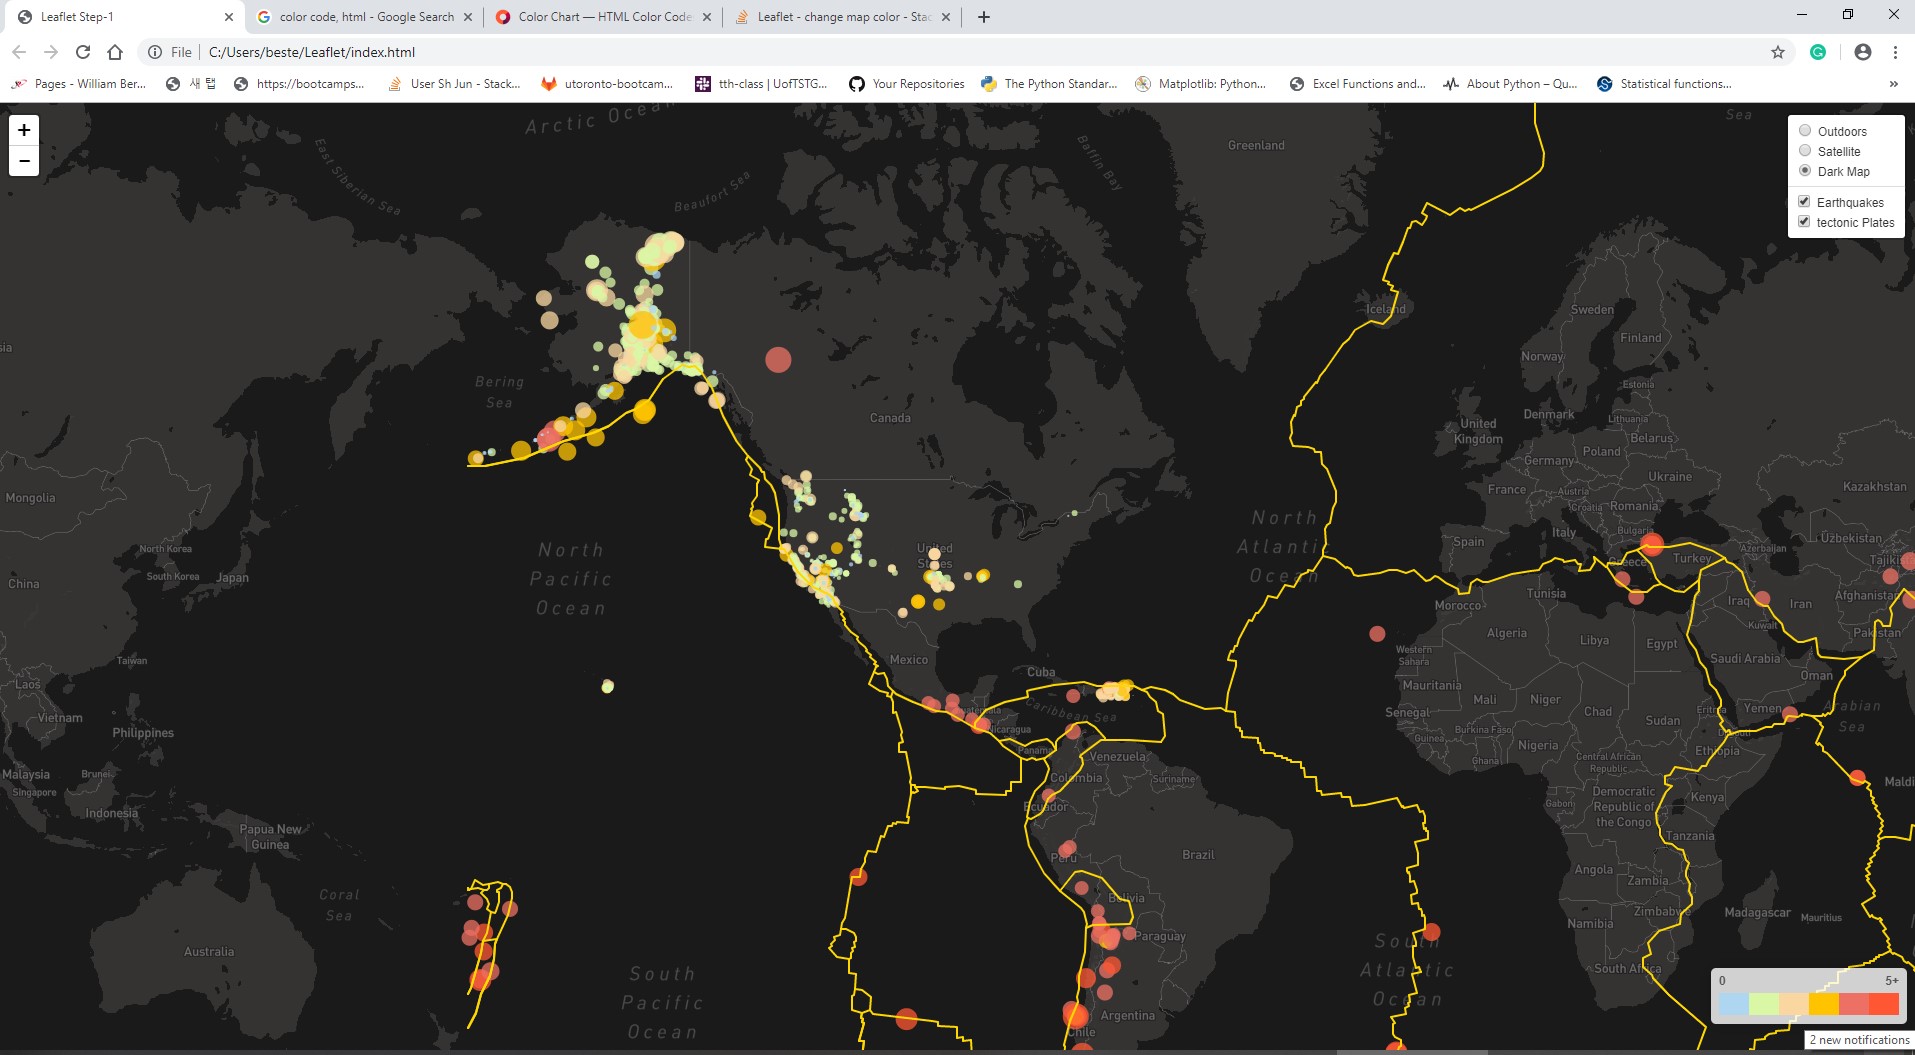 Leaflet Step-1
color code, html - Google Search
Color Chart — HTML Color Code
Leaflet - change map color - Stac
File
C:/Users/beste/Leaflet/index.html
Pages - William Ber...
새 탭
https://bootcamps...
User Sh Jun - Stack...
utoronto-bootcam...
tth-class | UofTSTG...
Your Repositories
The Python Standar...
Matplotlib: Python...
Excel Functions and...
About Python – Qu...
Statistical functions...
»
+
−
Outdoors
Satellite
Dark Map
Earthquakes
tectonic Plates
Arctic Ocean
Sea
Greenland
East Siberian Sea
Beaufort Sea
Baffin Bay
Iceland
Sweden
Finland
Norway
Estonia
Bering
Sea
Canada
Denmark
Lithuania
United
Kingdom
Belarus
Poland
Germany
Ukraine
France
Austria
Kazakhstan
Mongolia
Croatia
Romania
North
Atlantic
Ocean
Bulgaria
Italy
Spain
Uzbekistan
North Korea
South Korea
Japan
China
North
Pacific
Ocean
United
States
Greece
Turkey
Azerbaijan
Tajikis
Tunisia
Morocco
Iraq
Iran
Afghanistan
Kuwait
Algeria
Libya
Egypt
Pakistan
Taiwan
Mexico
Cuba
Western
Sahara
Saudi Arabia
Oman
Laos
Mauritania
Mali
Niger
Vietnam
Guatemala
Caribbean Sea
Senegal
Chad
Sudan
Eritrea
Yemen
Arabian
Sea
Philippines
Nicaragua
Burkina Faso
Guinea
Djibouti
Panama
Nigeria
Ethiopia
Venezuela
Ghana
Central African
Republic
Malaysia
Brunei
Colombia
Suriname
Singapore
Maldi
Democratic
Republic of
the Congo
Gabon
Kenya
Ecuador
Indonesia
Papua New
Guinea
Tanzania
Peru
Brazil
Angola
Zambia
Coral
Sea
Bolivia
Zimbabwe
Madagascar
Mauritius
Namibia
Paraguay
Australia
South
Atlantic
Ocean
South Africa
South
Pacific
Ocean
Argentina
Chile
0
5+
2 new notifications